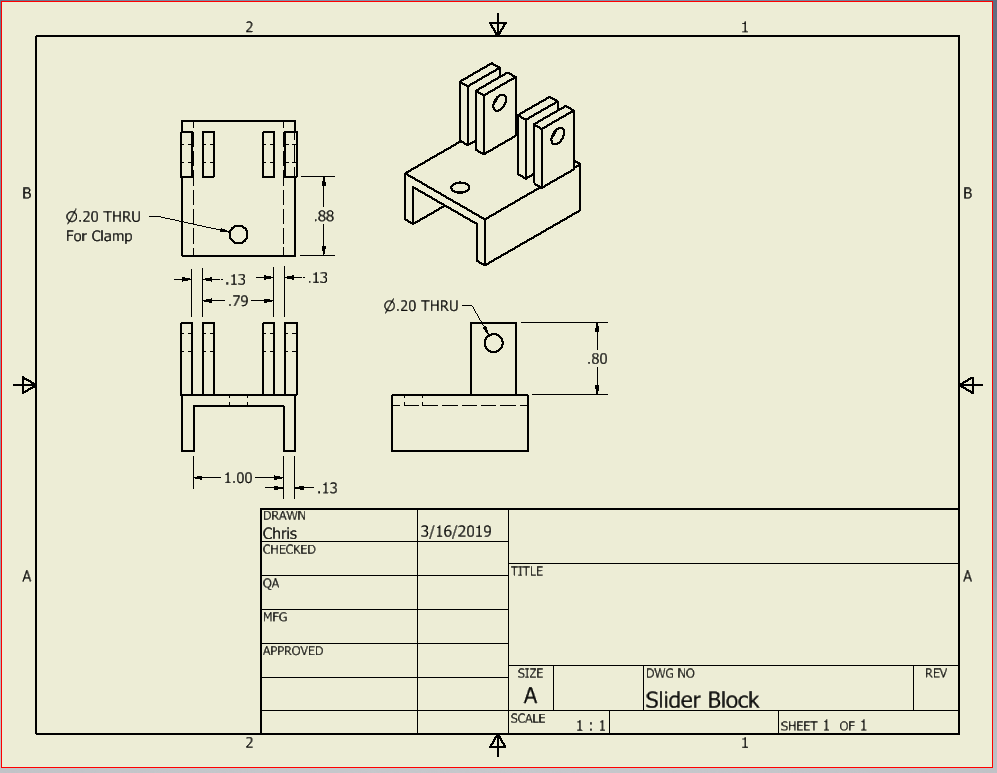 2
1
B
B
Ø.20 THRU
For Clamp
.88
.13
.13
.79
Ø.20 THRU
.80
1.00
.13
DRAWN
Chris
3/16/2019
CHECKED
QA
MFG
APPROVED
TITLE
A
A
SIZE
A
DWG NO
Slider Block
REV
SCALE
1 : 1
SHEET 1 OF 1
2
1